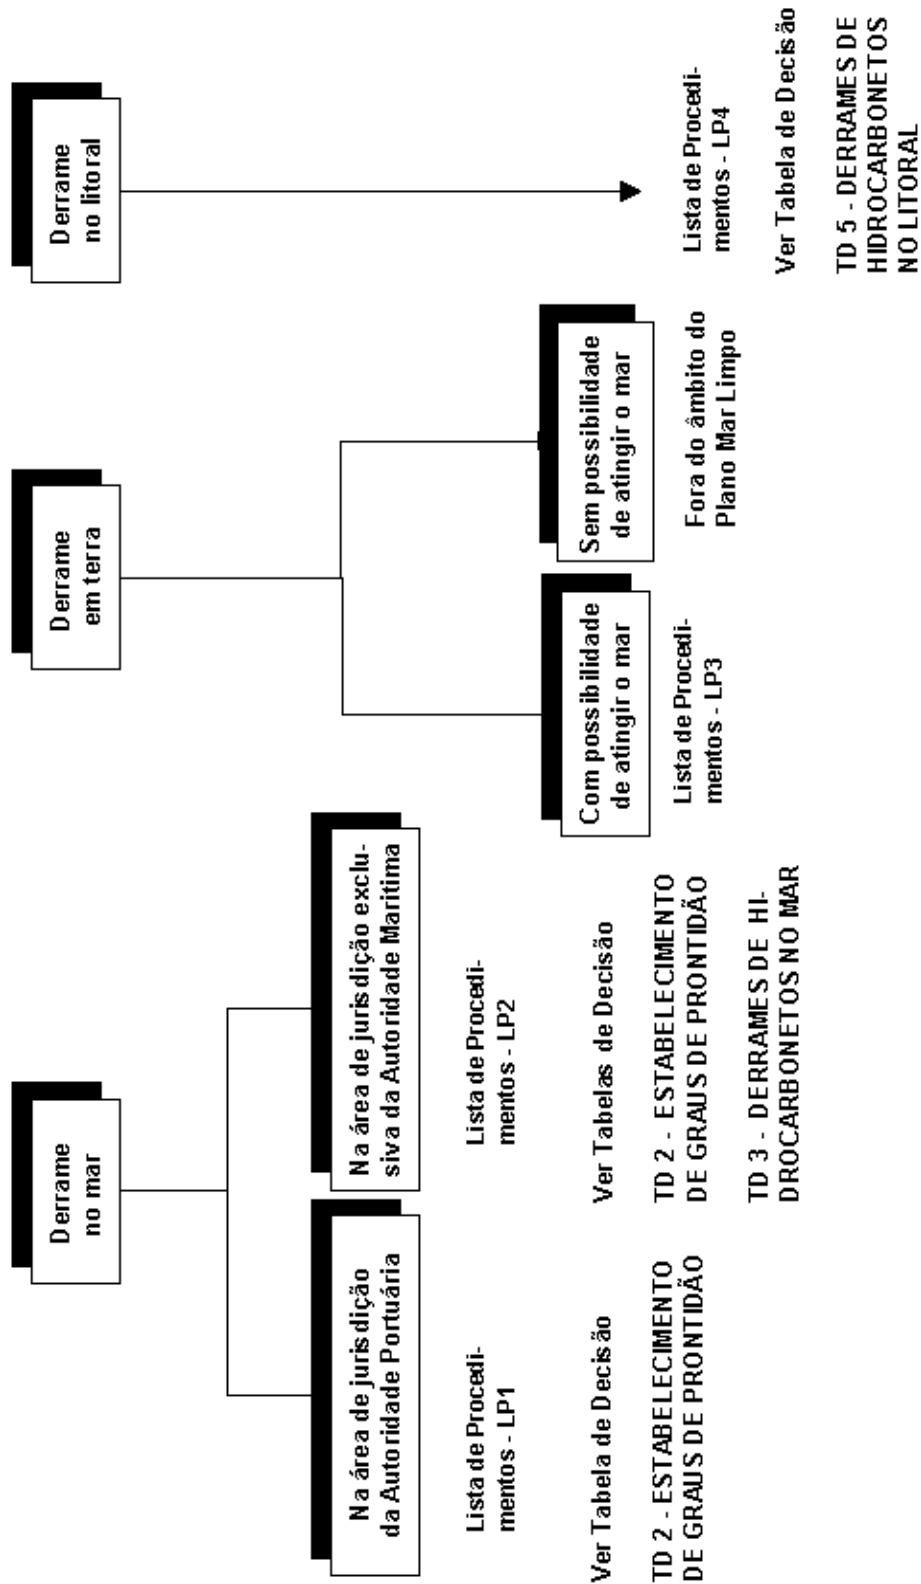 Derrame
no mar
Na área de jurisdição
da Autoridade Portuária
Lista de Procedi-
mentos - LP1
Ver Tabela de Decisão
TD 2 - ESTABELECIMENTO
DE GRAUS DE PRONTIDÃO
Na área de jurisdição exclu-
siva da Autoridade Maritima
Lista de Procedi-
mentos - LP2
Ver Tabelas de Decisão
TD 2 - ESTABELECIMENTO
DE GRAUS DE PRONTIDÃO
TD 3 - DERRAMES DE HI-
DROCARBONETOS NO MAR
Derrame
em terra
Com possibilidade
de atingir o mar
Lista de Procedi-
mentos - LP3
Sem possibilidade
de atingir o mar
Fora do âmbito do
Plano Mar Limpo
Derrame
no litoral
Lista de Procedi-
mentos - LP4
Ver Tabela de Decisão
TD 5 - DERRAMES DE
HIDROCARBONETOS
NO LITORAL